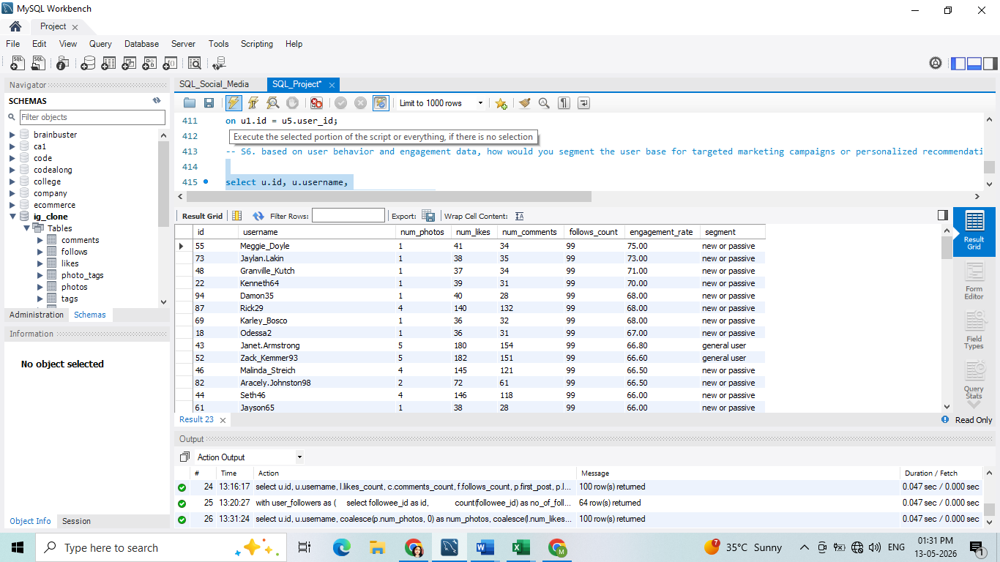 MySQL Workbench
Project
File Edit View Query Database Server Tools Scripting Help
Navigator
SCHEMAS
Filter objects
brainbuster
ca1
code
codealong
college
company
ecommerce
ig_clone
Tables
comments
follows
likes
photo_tags
photos
tags
Administration Schemas
Information
No object selected
Object Info Session
SQL_Social_Media SQL_Project*
Limit to 1000 rows
411 on u1.id = u5.user_id;
412
Execute the selected portion of the script or everything, if there is no selection
413 -- S6. based on user behavior and engagement data, how would you segment the user base for targeted marketing campaigns or personalized recommendati
414
415 select u.id, u.username,
Result Grid Filter Rows: Export: Wrap Cell Content:
id username num_photos num_likes num_comments follows_count engagement_rate segment
55 Meggie_Doyle 1 41 34 99 75.00 new or passive
73 Jaylan.Lakin 1 38 35 99 73.00 new or passive
48 Granville_Kutch 1 37 34 99 71.00 new or passive
22 Kenneth64 1 39 31 99 70.00 new or passive
94 Damon35 1 40 28 99 68.00 new or passive
87 Rick29 4 140 132 99 68.00 new or passive
69 Karley_Bosco 1 36 32 99 68.00 new or passive
18 Odessa2 1 36 31 99 67.00 new or passive
43 Janet.Armstrong 5 180 154 99 66.80 general user
52 Zack_Kemmer93 5 182 151 99 66.60 general user
46 Malinda_Streich 4 145 121 99 66.50 new or passive
82 Aracely.Johnston98 2 72 61 99 66.50 new or passive
44 Seth46 4 146 118 99 66.00 new or passive
61 Jayson65 1 38 28 99 66.00 new or passive
Result Grid
Form Editor
Field Types
Query Stats
Result 23
Read Only
Output
Action Output
# Time Action Message Duration / Fetch
24 13:16:17 select u.id, u.username, l.likes_count, c.comments_count, f.follows_count, p.first_post, p.l... 100 row(s) returned 0.047 sec / 0.000 sec
25 13:20:27 with user_followers as ( select followee_id as id, count(followee_id) as no_of_foll... 64 row(s) returned 0.047 sec / 0.000 sec
26 13:31:24 select u.id, u.username, coalesce(p.num_photos, 0) as num_photos, coalesce(l.num_likes... 100 row(s) returned 0.047 sec / 0.000 sec
Type here to search
35°C Sunny
ENG
01:31 PM
13-05-2026
1